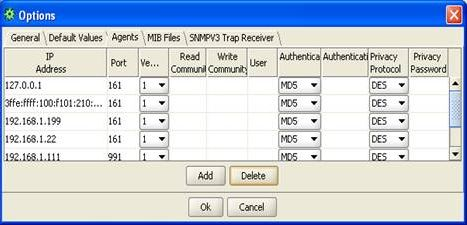 Options
General Default Values Agents MIB Files SNMPV3 Trap Receiver
IP Address Port Ve... Read Communit Write Community User Authentica Authenticati Privacy Protocol Privacy Password
127.0.0.1 161 1 MD5 DES
3ffe:ffff:100:f101:210:... 161 1 MD5 DES
192.168.1.199 161 1 MD5 DES
192.168.1.22 161 1 MD5 DES
192.168.1.111 991 1 MD5 DES
Add Delete
Ok Cancel